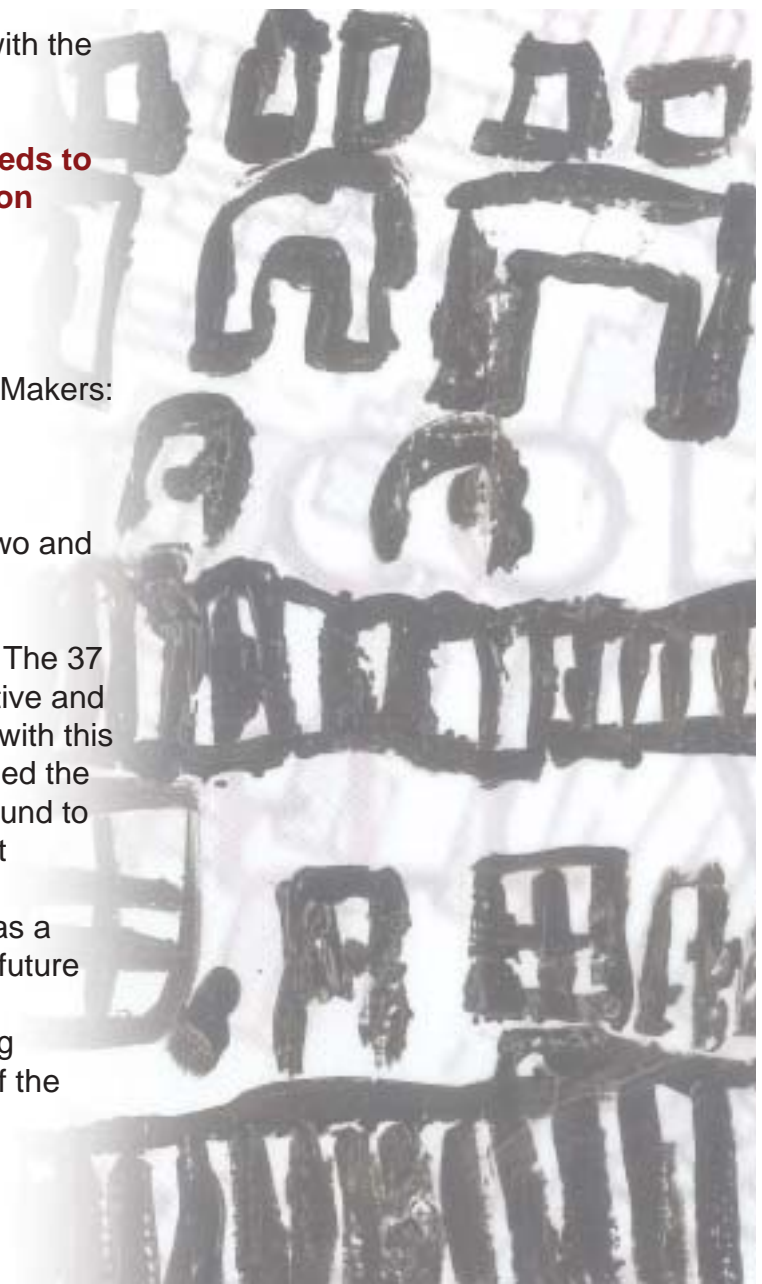 with the
eds to
on
Makers:
wo and
The 37
tive and
with this
ed the
und to
t
as a
future
g
f the